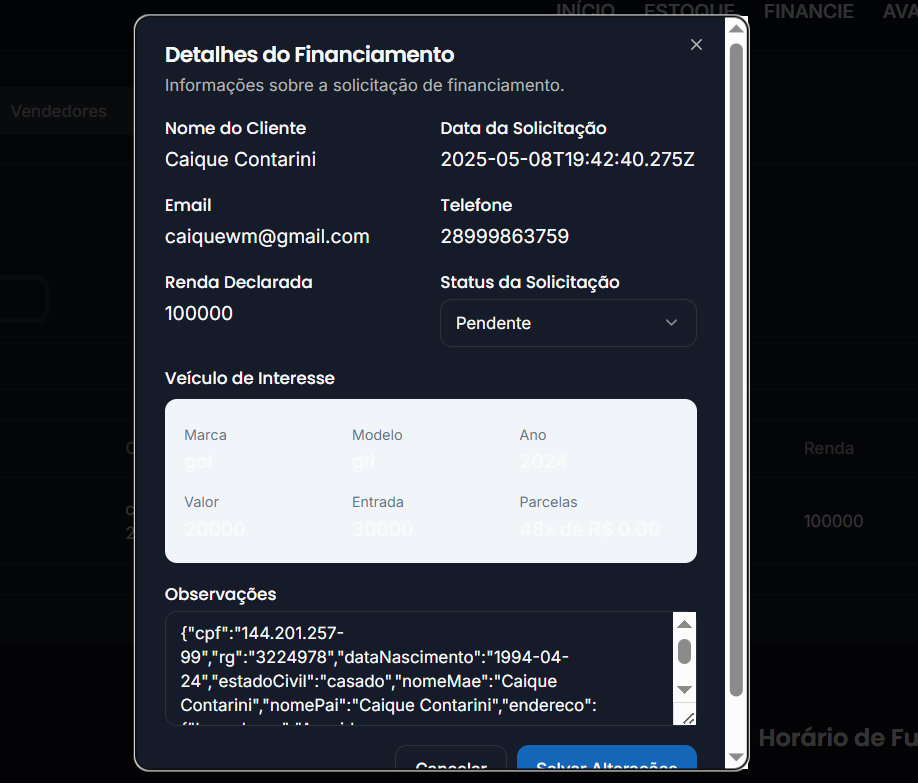 INÍCIO ESTOQUE FINANCIE AVA
Detalhes do Financiamento
Informações sobre a solicitação de financiamento.
Vendedores
Nome do Cliente Data da Solicitação
Caique Contarini 2025-05-08T19:42:40.275Z
Email Telefone
caiquewm@gmail.com 28999863759
Renda Declarada Status da Solicitação
100000 Pendente
Veículo de Interesse
Marca Modelo Ano
gol gti 2024
Renda
Valor Entrada Parcelas
20000 30000 48x de R$ 0.00
100000
Observações
{"cpf":"144.201.257-
99","rg":"3224978","dataNascimento":"1994-04-
24","estadoCivil":"casado","nomeMae":"Caique
Contarini","nomePai":"Caique Contarini","endereco":
Horário de Fu
Cancelar Salvar Alterações